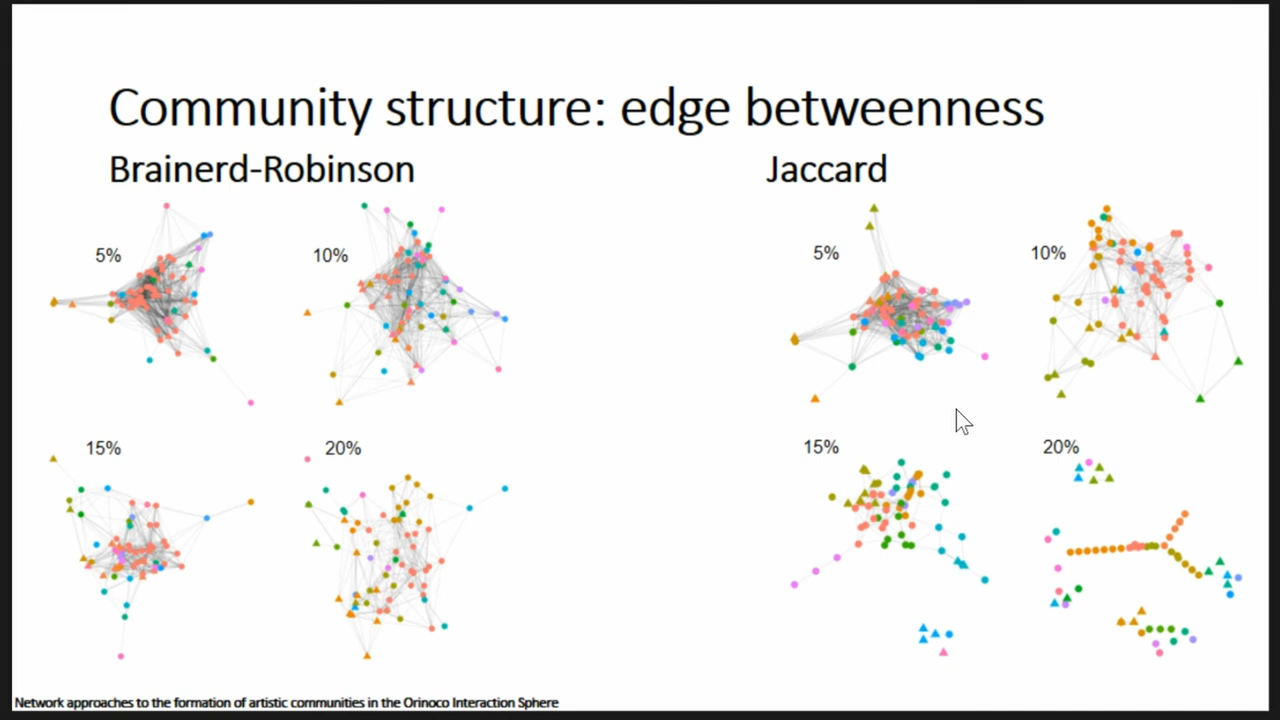 Community structure: edge betweenness
Brainerd-Robinson
Jaccard
5%
10%
5%
10%
15%
20%
15%
20%
Network approaches to the formation of artistic communities in the Orinoco Interaction Sphere